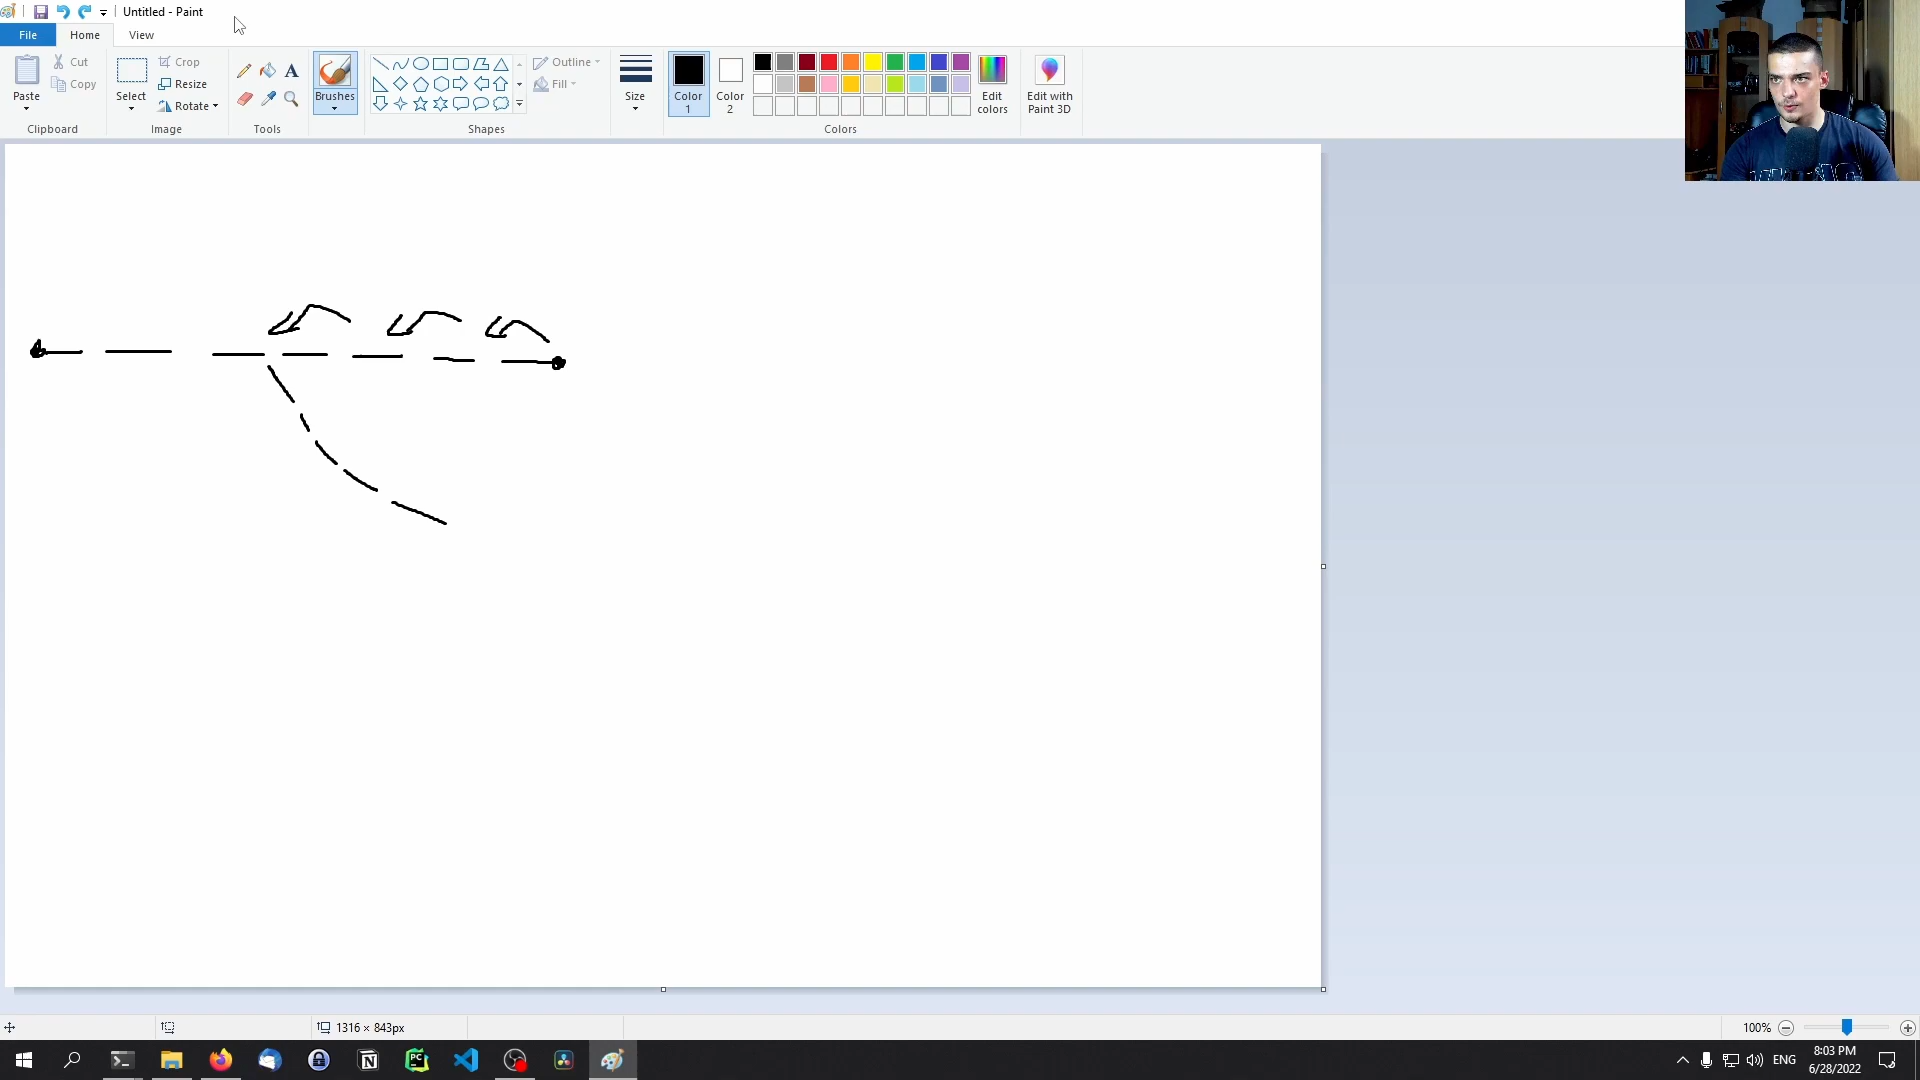 Untitled - Paint
File
Home
View
Paste
Cut
Copy
Clipboard
Select
Crop
Resize
Rotate
Image
A
Tools
Brushes
Shapes
Outline
Fill
Size
Color
1
Color
2
Edit
colors
Colors
Edit with
Paint 3D
1316 × 843px
100%
PC
N
ENG
8:03 PM
6/28/2022